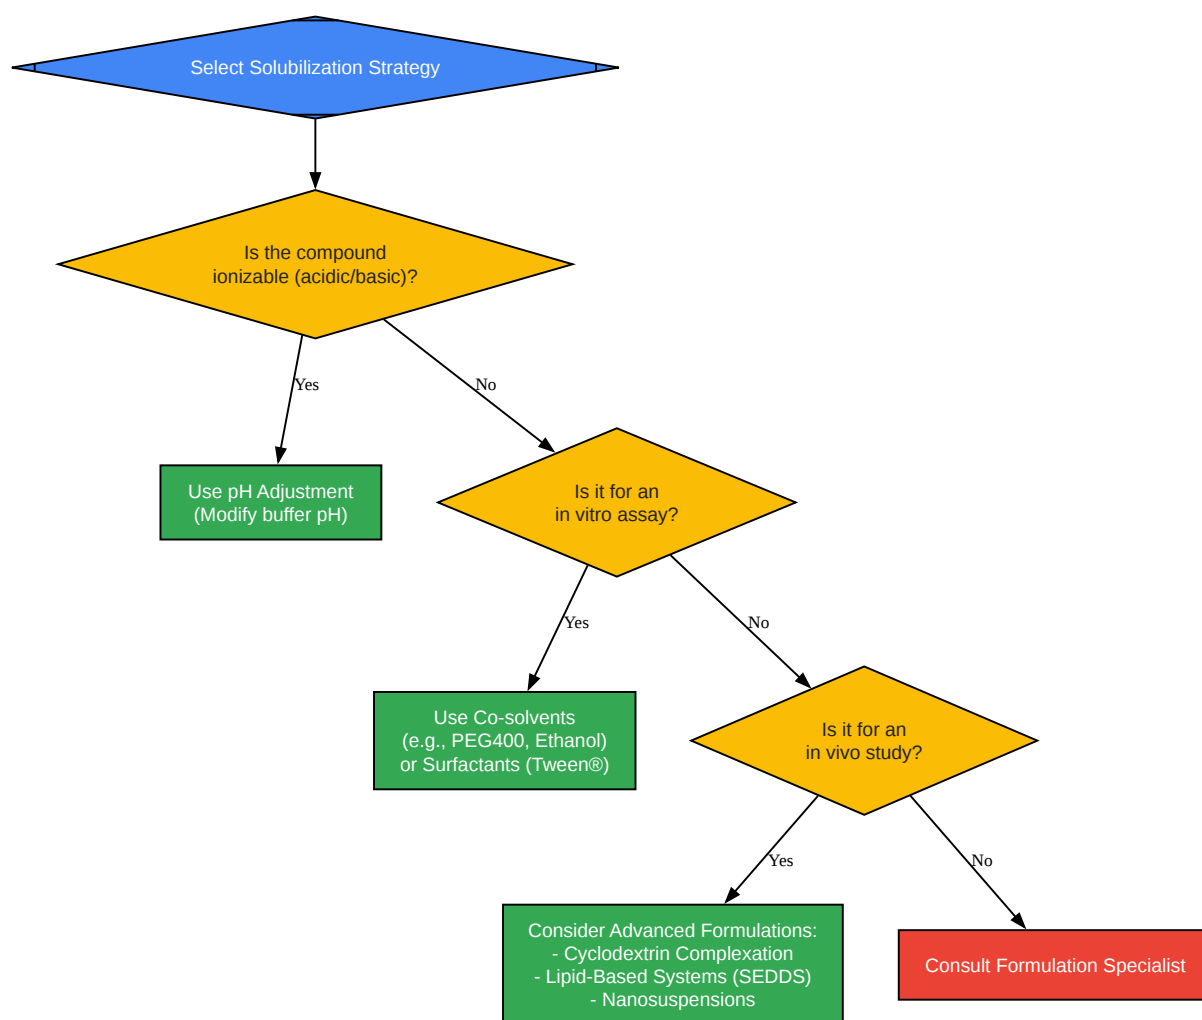 Select Solubilization Strategy
Is the compound
ionizable (acidic/basic)?
Yes
No
Use pH Adjustment
(Modify buffer pH)
Is it for an
in vitro assay?
Yes
No
Use Co-solvents
(e.g., PEG400, Ethanol)
or Surfactants (Tween®)
Is it for an
in vivo study?
Yes
No
Consider Advanced Formulations:
- Cyclodextrin Complexation
- Lipid-Based Systems (SEDDS)
- Nanosuspensions
Consult Formulation Specialist